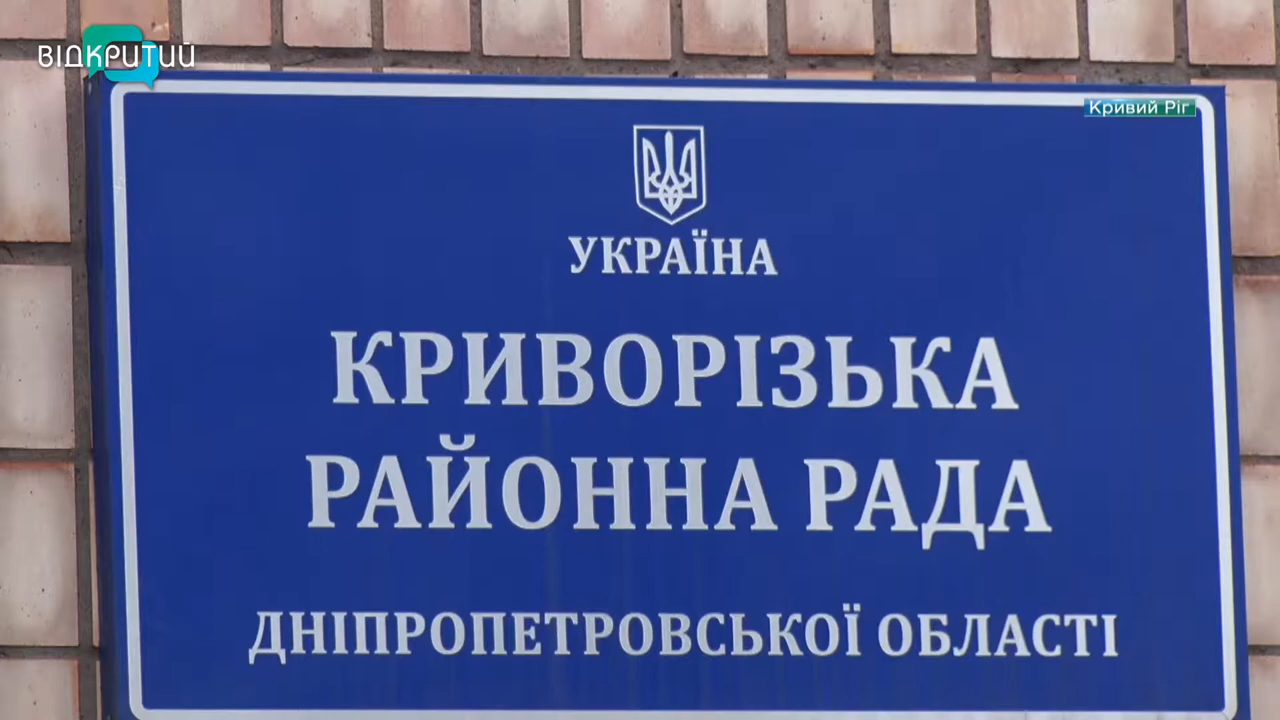 ВІДКРИТИЙ
Кривий Ріг
УКРАЇНА
КРИВОРІЗЬКА
РАЙОННА РАДА
ДНІПРОПЕТРОВСЬКОЇ ОБЛАСТІ